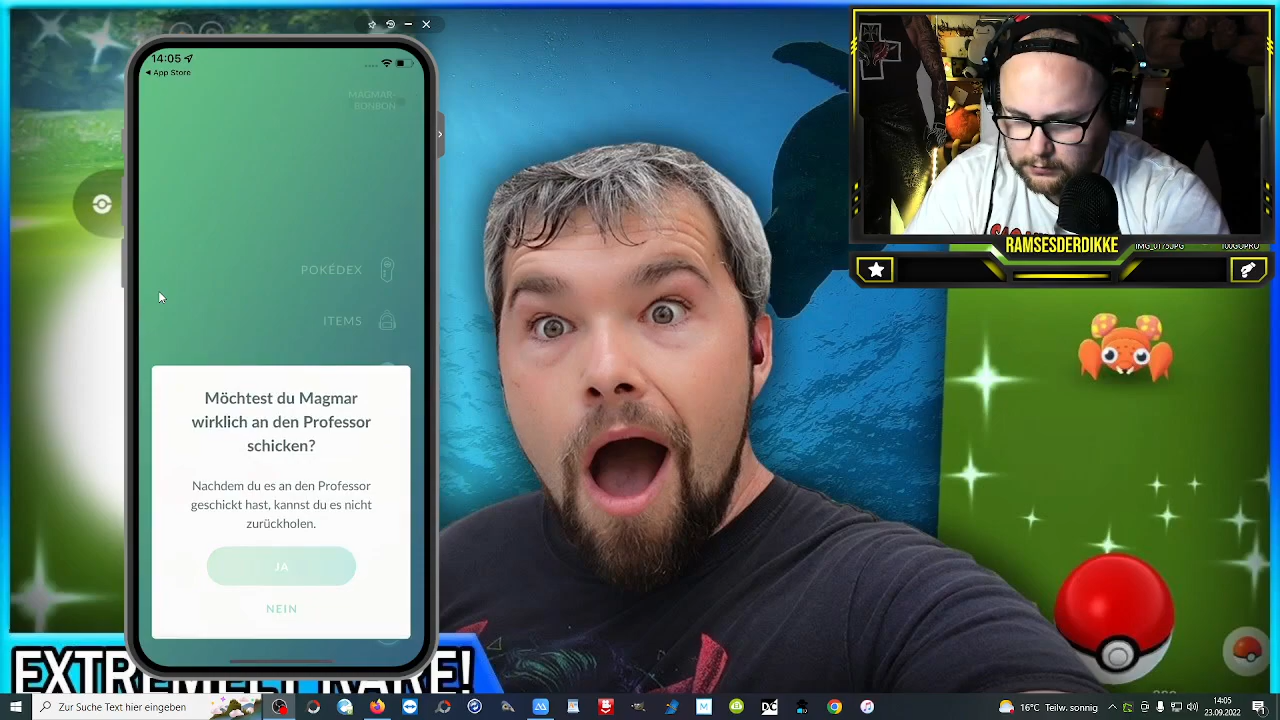 14:05
App Store
MAGMAR-
BONBON
POKÉDEX
ITEMS
Möchtest du Magmar
wirklich an den Professor
schicken?
Nachdem du es an den Professor
geschickt hast, kannst du es nicht
zurückholen.
JA
NEIN
RAMSESDERDIKKE
100GOPRO
Zur Suche Text hier eingeben
DC
M
16°C Teilw. sonnig
14:05
23.09.2022